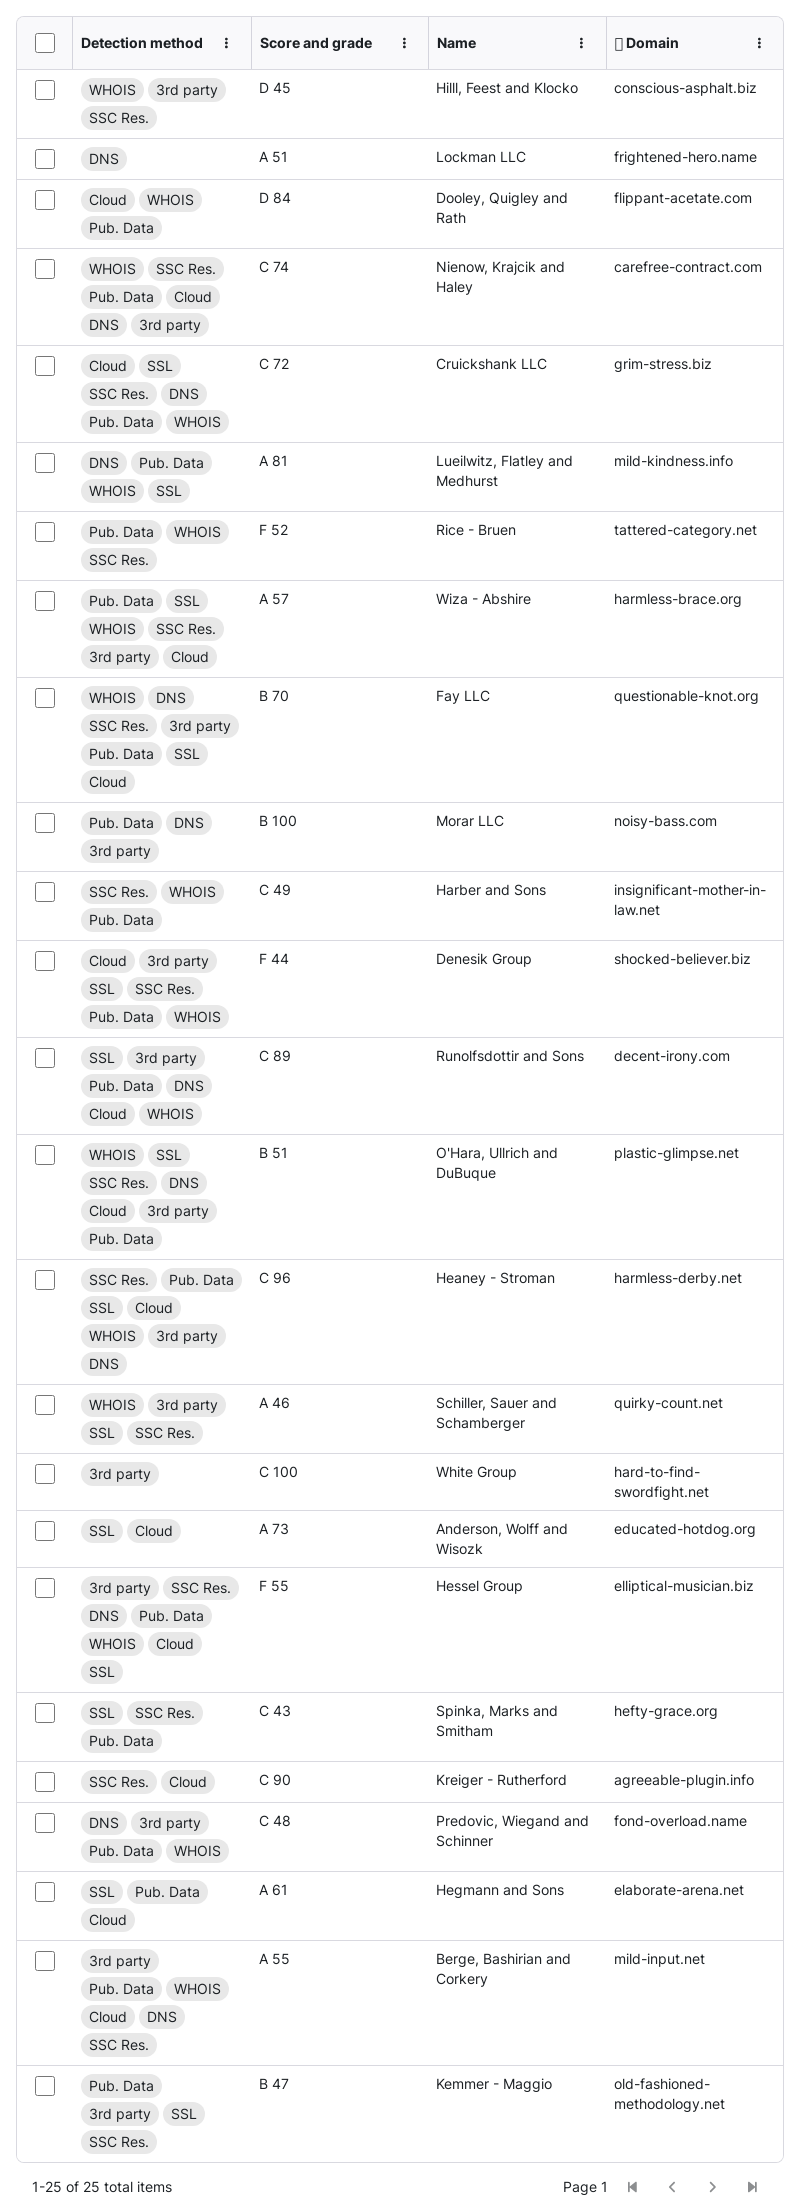 Detection method Score and grade Name Domain
WHOIS 3rd party D 45 Hilll, Feest and Klocko conscious-asphalt.biz
SSC Res.
DNS A 51 Lockman LLC frightened-hero.name
Cloud WHOIS D 84 Dooley, Quigley and flippant-acetate.com
Pub. Data Rath
WHOIS SSC Res. C 74 Nienow, Krajcik and carefree-contract.com
Pub. Data Cloud Haley
DNS 3rd party
Cloud SSL C 72 Cruickshank LLC grim-stress.biz
SSC Res. DNS
Pub. Data WHOIS
DNS Pub. Data A 81 Lueilwitz, Flatley and mild-kindness.info
WHOIS SSL Medhurst
Pub. Data WHOIS F 52 Rice - Bruen tattered-category.net
SSC Res.
Pub. Data SSL A 57 Wiza - Abshire harmless-brace.org
WHOIS SSC Res.
3rd party Cloud
WHOIS DNS B 70 Fay LLC questionable-knot.org
SSC Res. 3rd party
Pub. Data SSL
Cloud
Pub. Data DNS B 100 Morar LLC noisy-bass.com
3rd party
SSC Res. WHOIS C 49 Harber and Sons insignificant-mother-in-
Pub. Data law.net
Cloud 3rd party F 44 Denesik Group shocked-believer.biz
SSL SSC Res.
Pub. Data WHOIS
SSL 3rd party C 89 Runolfsdottir and Sons decent-irony.com
Pub. Data DNS
Cloud WHOIS
WHOIS SSL B 51 O'Hara, Ullrich and plastic-glimpse.net
SSC Res. DNS DuBuque
Cloud 3rd party
Pub. Data
SSC Res. Pub. Data C 96 Heaney - Stroman harmless-derby.net
SSL Cloud
WHOIS 3rd party
DNS
WHOIS 3rd party A 46 Schiller, Sauer and quirky-count.net
SSL SSC Res. Schamberger
3rd party C 100 White Group hard-to-find-
swordfight.net
SSL Cloud A 73 Anderson, Wolff and educated-hotdog.org
Wisozk
3rd party SSC Res. F 55 Hessel Group elliptical-musician.biz
DNS Pub. Data
WHOIS Cloud
SSL
SSL SSC Res. C 43 Spinka, Marks and hefty-grace.org
Pub. Data Smitham
SSC Res. Cloud C 90 Kreiger - Rutherford agreeable-plugin.info
DNS 3rd party C 48 Predovic, Wiegand and fond-overload.name
Pub. Data WHOIS Schinner
SSL Pub. Data A 61 Hegmann and Sons elaborate-arena.net
Cloud
3rd party A 55 Berge, Bashirian and mild-input.net
Pub. Data WHOIS Corkery
Cloud DNS
SSC Res.
Pub. Data B 47 Kemmer - Maggio old-fashioned-
3rd party SSL methodology.net
SSC Res.
1-25 of 25 total items Page 1